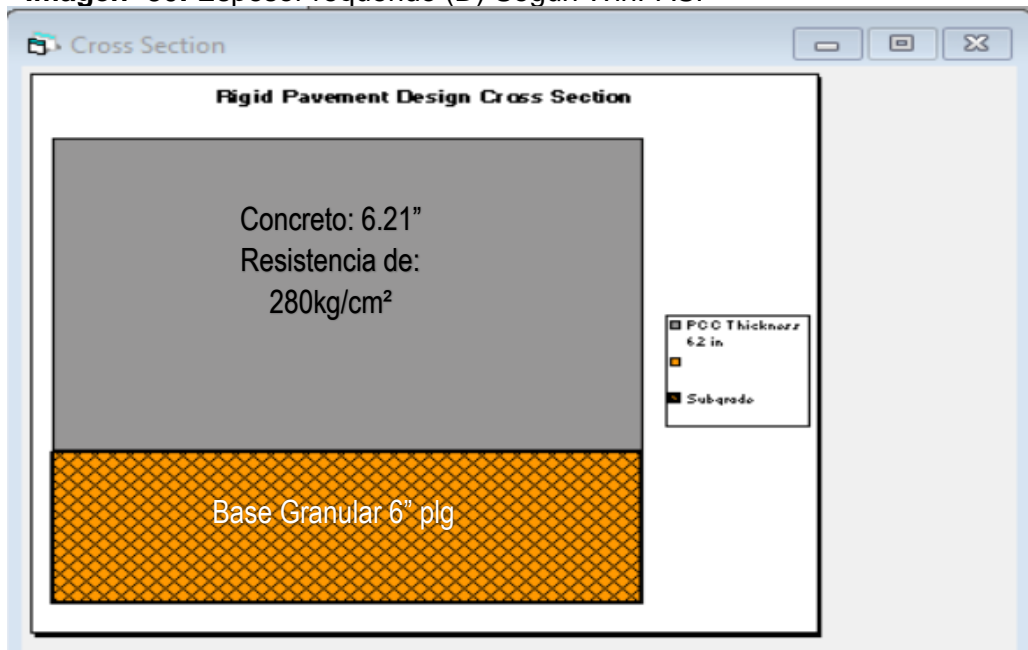 Cross Section
Rigid Pavement Design Cross Section
Concreto: 6.21”
Resistencia de:
280kg/cm²
PCC Thickness
6.2 in
Subgrade
Base Granular 6” plg